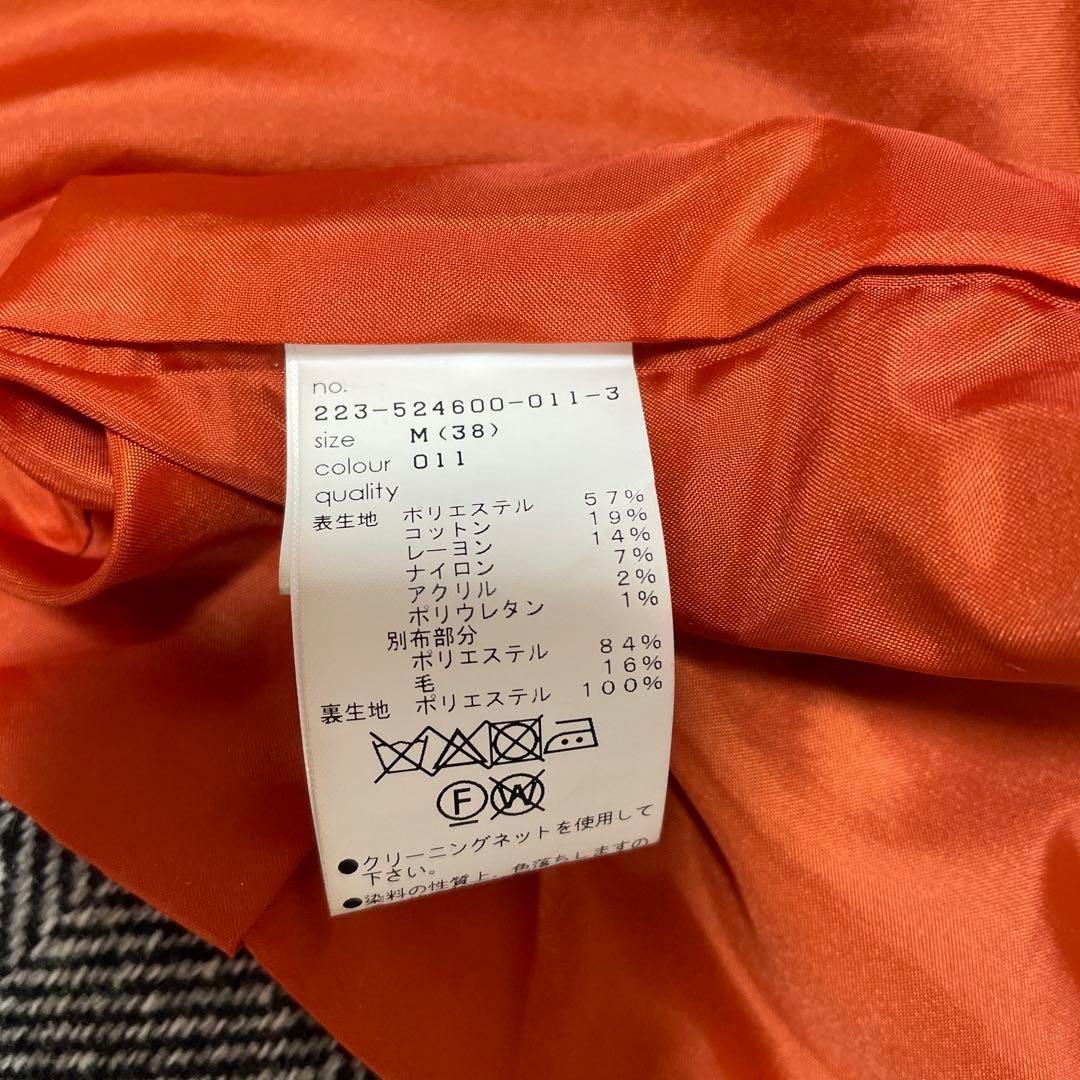 no.
223-524600-011-3
size M(38)
colour 011
quality
表生地 ポリエステル 57%
コットン 19%
レーヨン 14%
ナイロン 7%
アクリル 2%
ポリウレタン 1%
別布部分
ポリエステル 84%
毛 16%
裏生地 ポリエステル 100%
F W
●クリーニングネットを使用して
下さい。
●染料の性質上、色落ちしますの